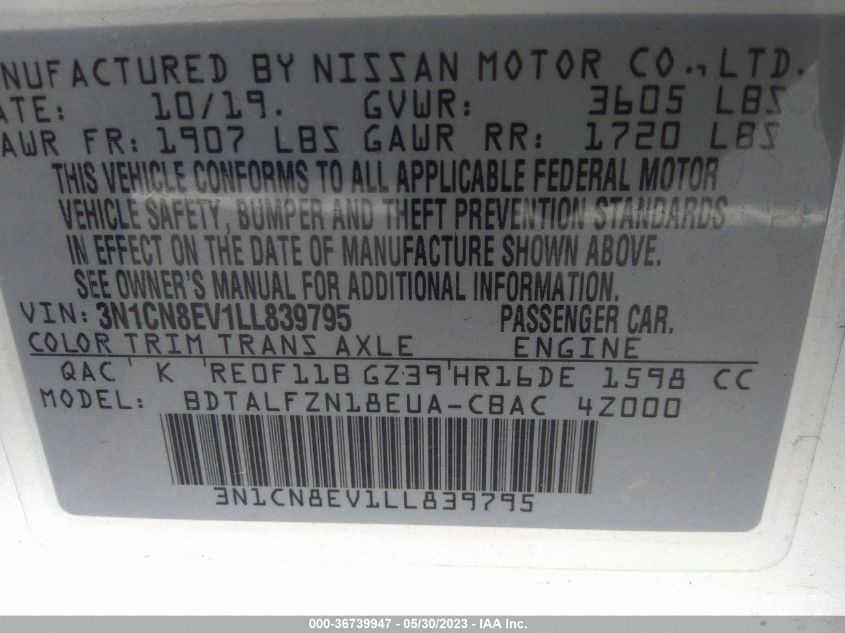 NUFACTURED BY NISSAN MOTOR CO., LTD.
ATE: 10/19. GVWR: 3605 LBS
AWR FR: 1907 LBS GAWR RR: 1720 LBS
THIS VEHICLE CONFORMS TO ALL APPLICABLE FEDERAL MOTOR
VEHICLE SAFETY, BUMPER AND THEFT PREVENTION STANDARDS
IN EFFECT ON THE DATE OF MANUFACTURE SHOWN ABOVE.
SEE OWNER'S MANUAL FOR ADDITIONAL INFORMATION.
VIN: 3N1CN8EV1LL839795 PASSENGER CAR.
COLOR TRIM TRANS AXLE ENGINE
QAC K RE0F11B GZ39 HR16DE 1598 CC
MODEL: BDTALFZN18EUA-CBAC 4Z000
3N1CN8EV1LL839795
000-36739947 - 05/30/2023 - IAA Inc.